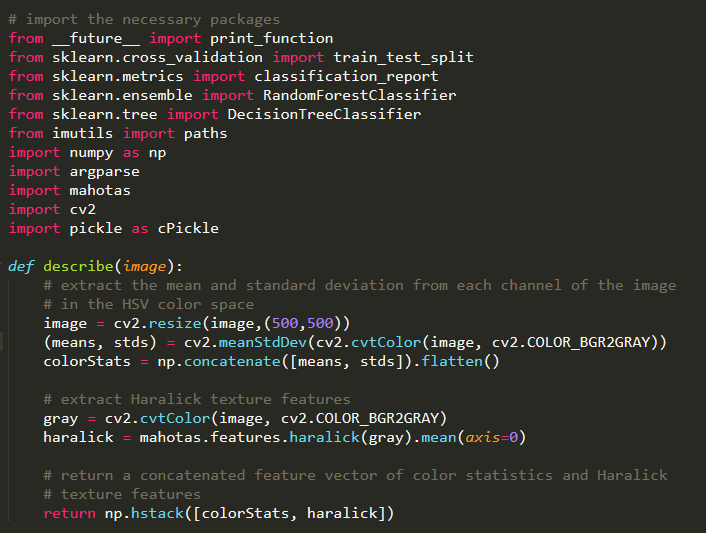 # import the necessary packages
from __future__ import print_function
from sklearn.cross_validation import train_test_split
from sklearn.metrics import classification_report
from sklearn.ensemble import RandomForestClassifier
from sklearn.tree import DecisionTreeClassifier
from imutils import paths
import numpy as np
import argparse
import mahotas
import cv2
import pickle as cPickle
def describe(image):
# extract the mean and standard deviation from each channel of the image
# in the HSV color space
image = cv2.resize(image,(500,500))
(means, stds) = cv2.meanStdDev(cv2.cvtColor(image, cv2.COLOR_BGR2GRAY))
colorStats = np.concatenate([means, stds]).flatten()
# extract Haralick texture features
gray = cv2.cvtColor(image, cv2.COLOR_BGR2GRAY)
haralick = mahotas.features.haralick(gray).mean(axis=0)
# return a concatenated feature vector of color statistics and Haralick
# texture features
return np.hstack([colorStats, haralick])